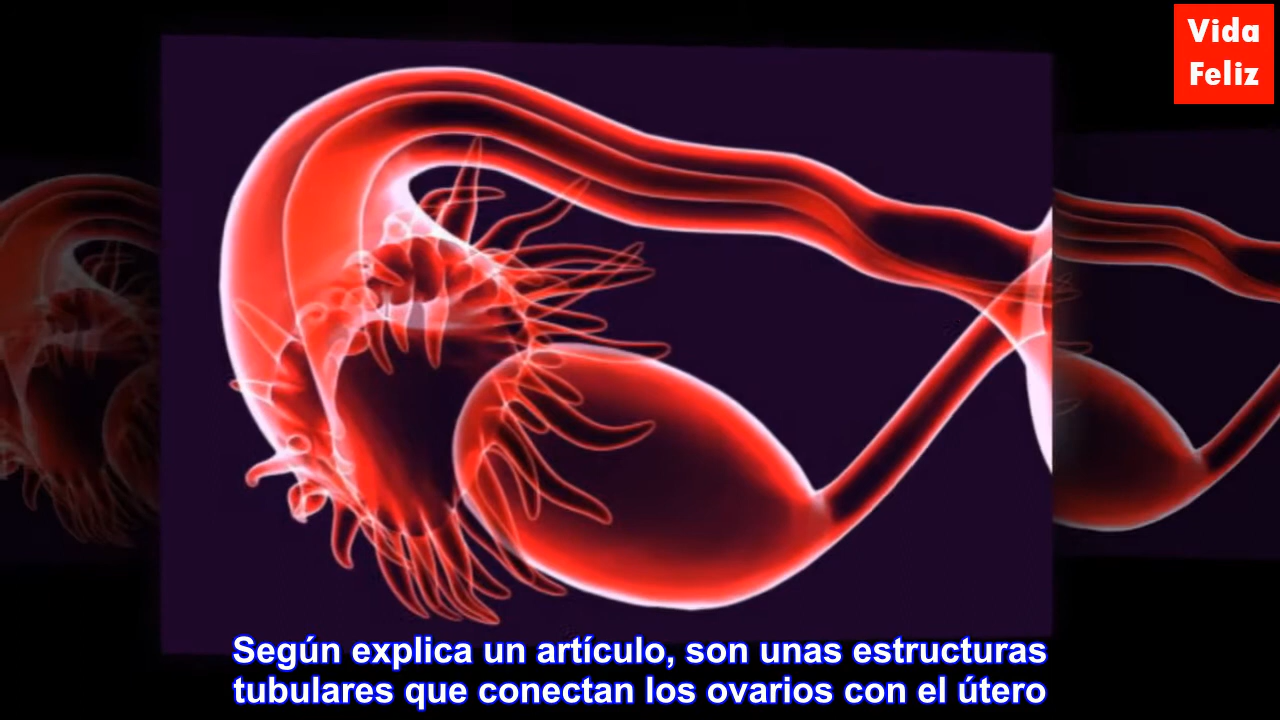 Vida
Feliz
Según explica un artículo, son unas estructuras
tubulares que conectan los ovarios con el útero